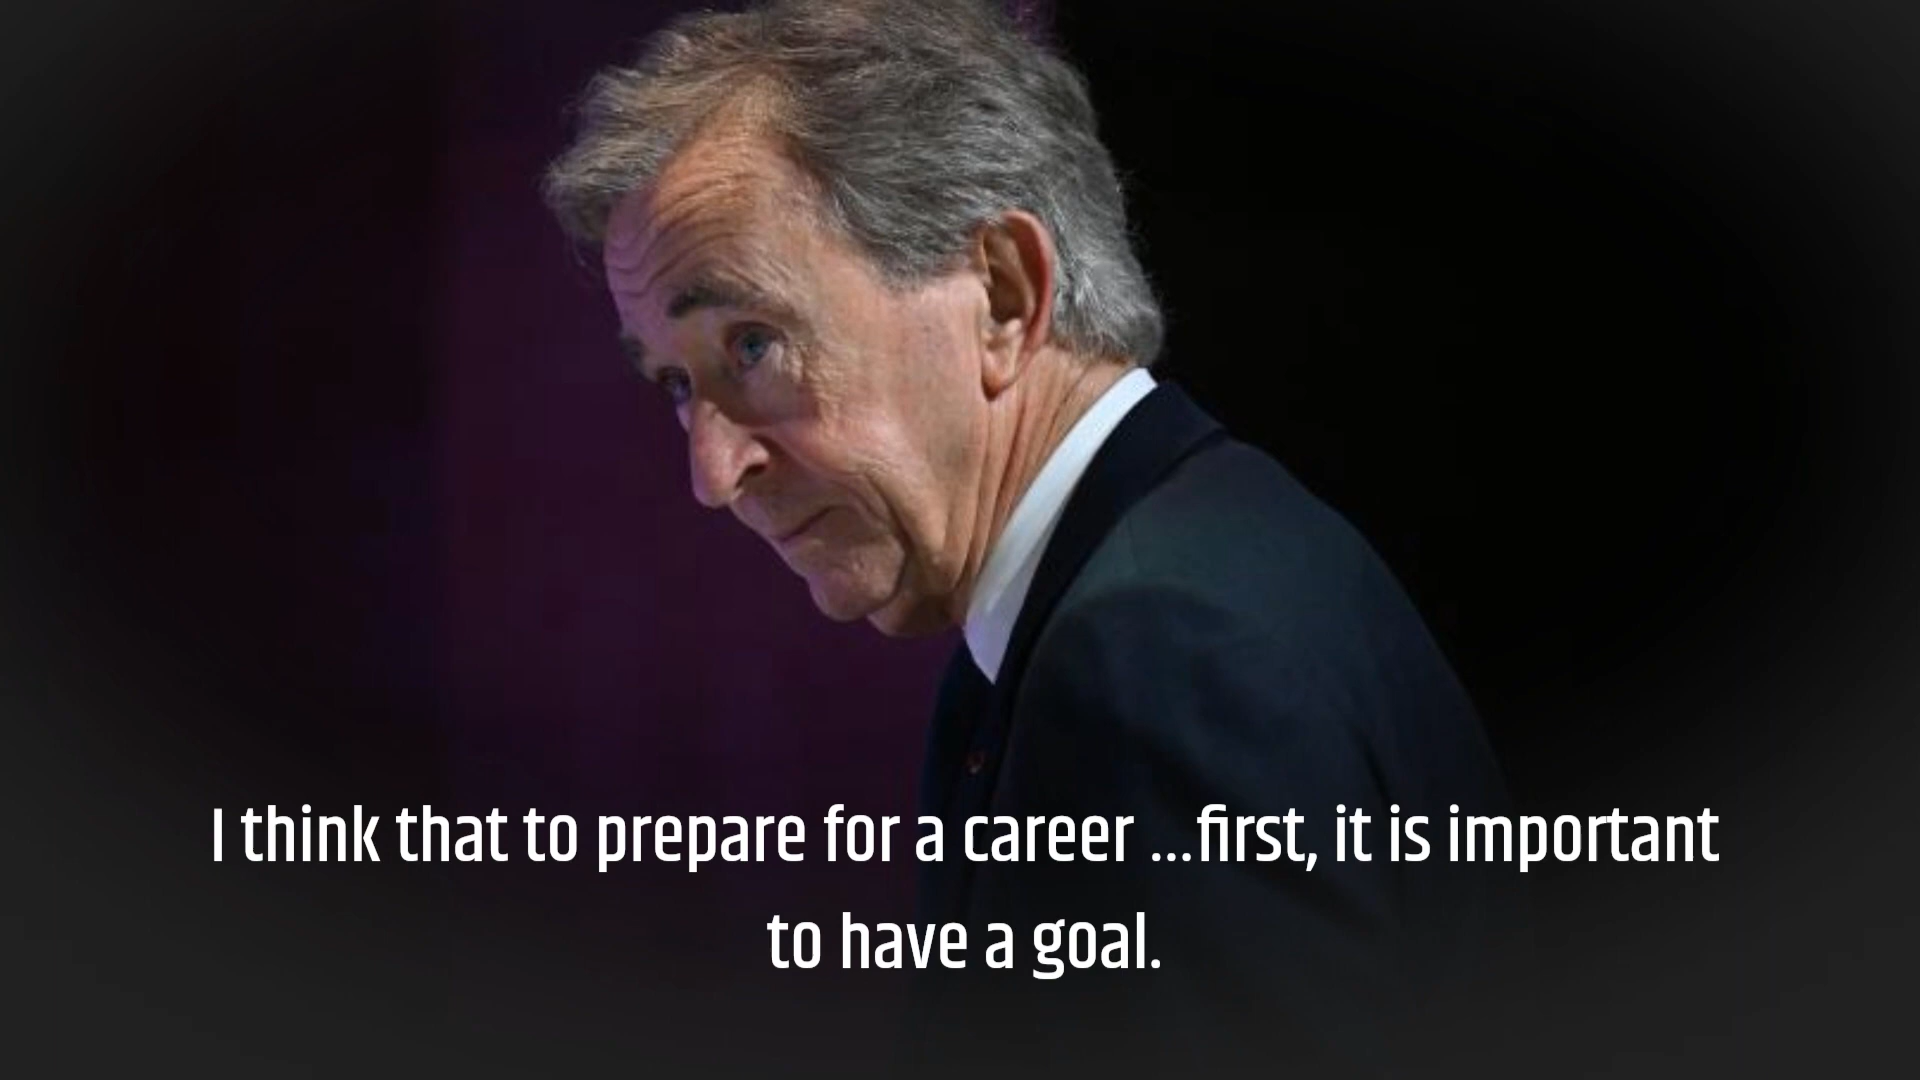 I think that to prepare for a career ...first, it is important
to have a goal.